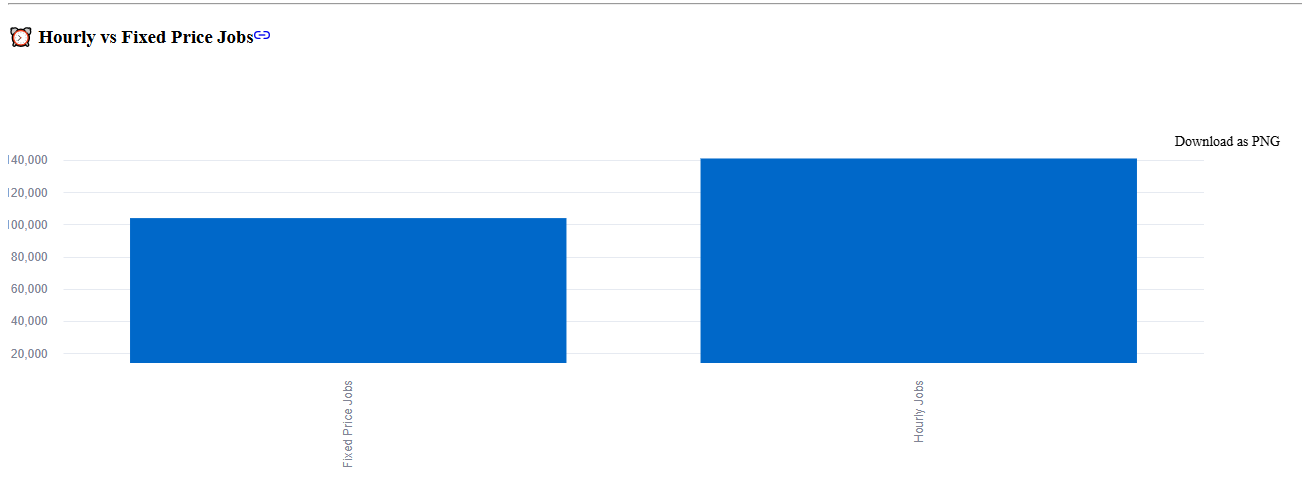 Hourly vs Fixed Price Jobs
Download as PNG
140,000
120,000
100,000
80,000
60,000
40,000
20,000
Fixed Price Jobs
Hourly Jobs